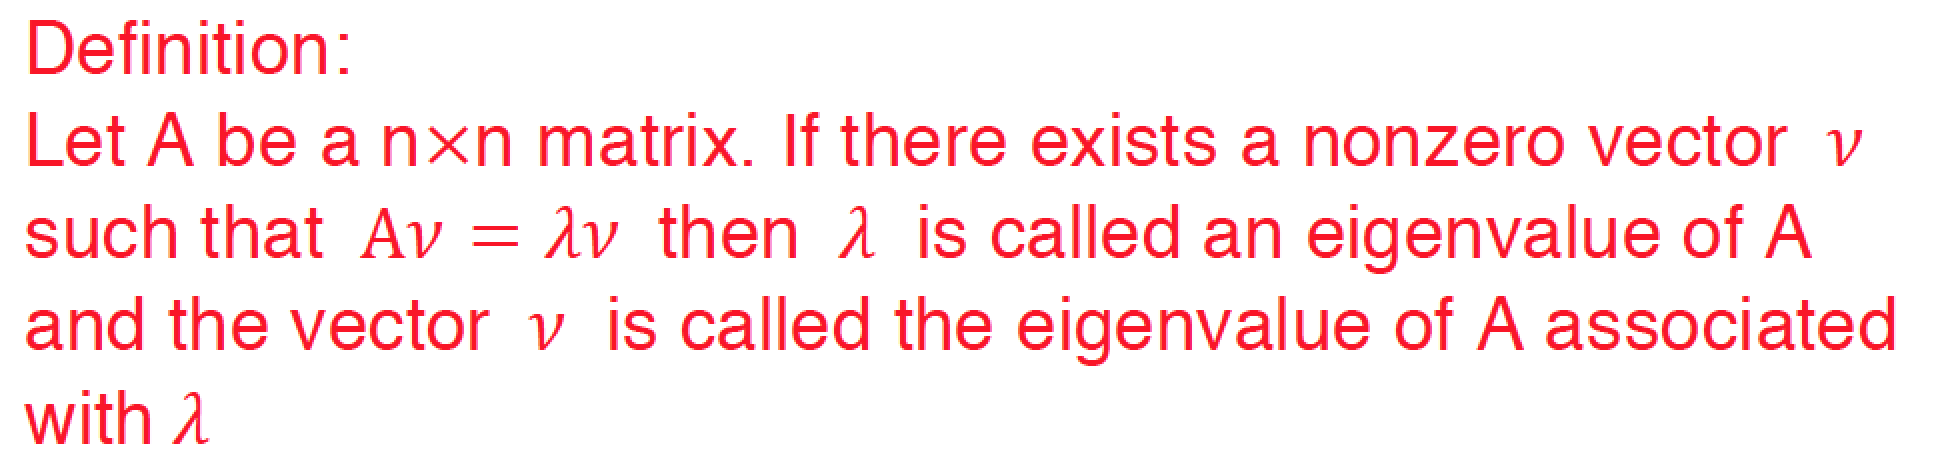 Definition:
Let A be a n×n matrix. If there exists a nonzero vector ν
such that Aν = λν then λ is called an eigenvalue of A
and the vector ν is called the eigenvalue of A associated
with λ